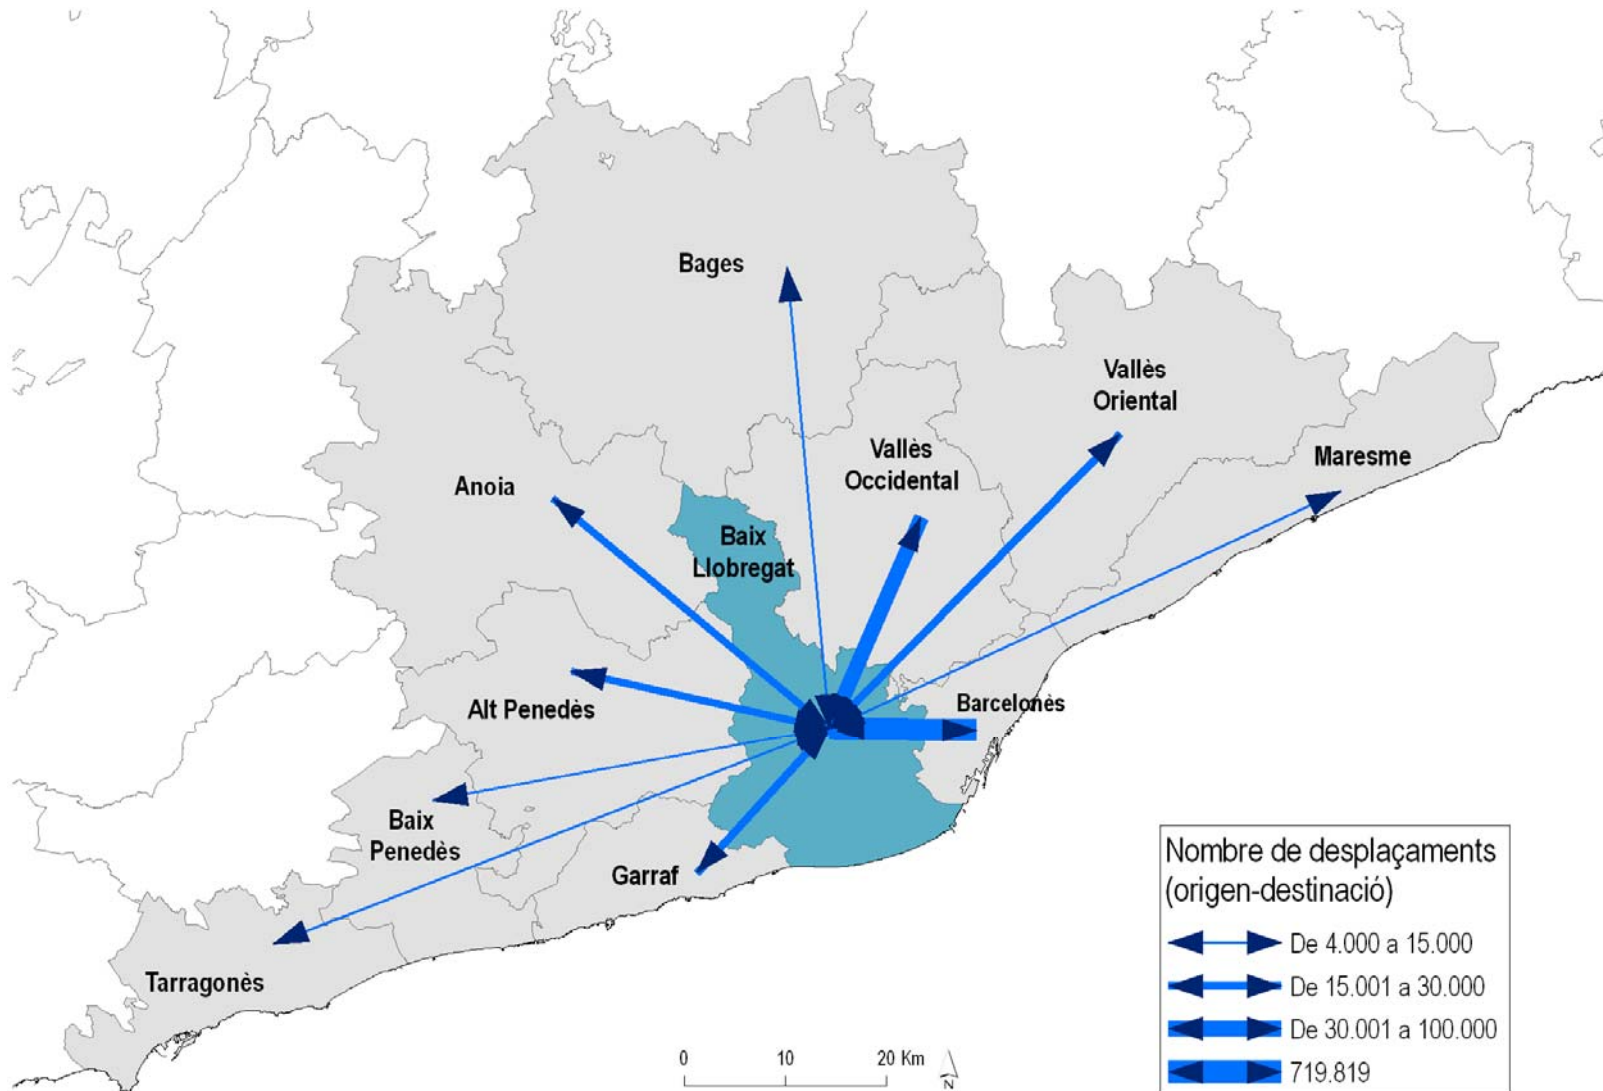 Bages
Vallès
Oriental
Vallès
Occidental
Maresme
Anoia
Baix
Llobregat
Alt Penedès
Barcelonès
Baix
Penedès
Garraf
Tarragonès
Nombre de desplaçaments
(origen-destinació)
De 4.000 a 15.000
De 15.001 a 30.000
De 30.001 a 100.000
719.819
0 10 20 Km
N